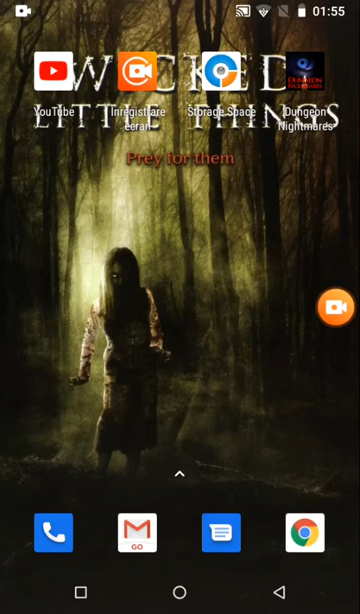 01:55
WICKED
LITTLE THINGS
YouTube
Inregistrare
ecran
Storage Space
Dungeon
Nightmares
Prey for them
GO